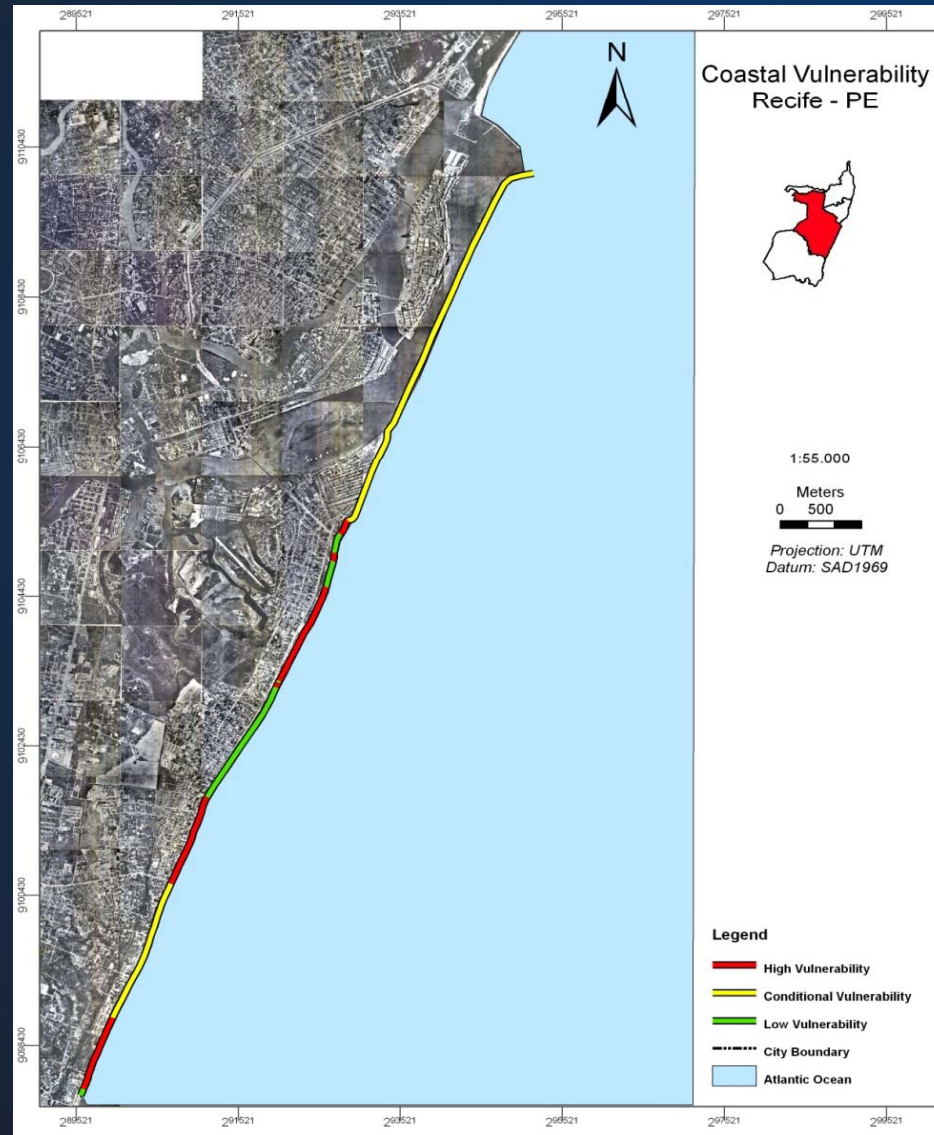 289521 291521 293521 295521 297521 299521
N
Coastal Vulnerability
Recife - PE
9110430
9108430
9106430
9104430
9102430
9100430
9098430
1:55.000
Meters
0 500
Projection: UTM
Datum: SAD1969
Legend
High Vulnerability
Conditional Vulnerability
Low Vulnerability
City Boundary
Atlantic Ocean
289521 291521 293521 295521 297521 299521